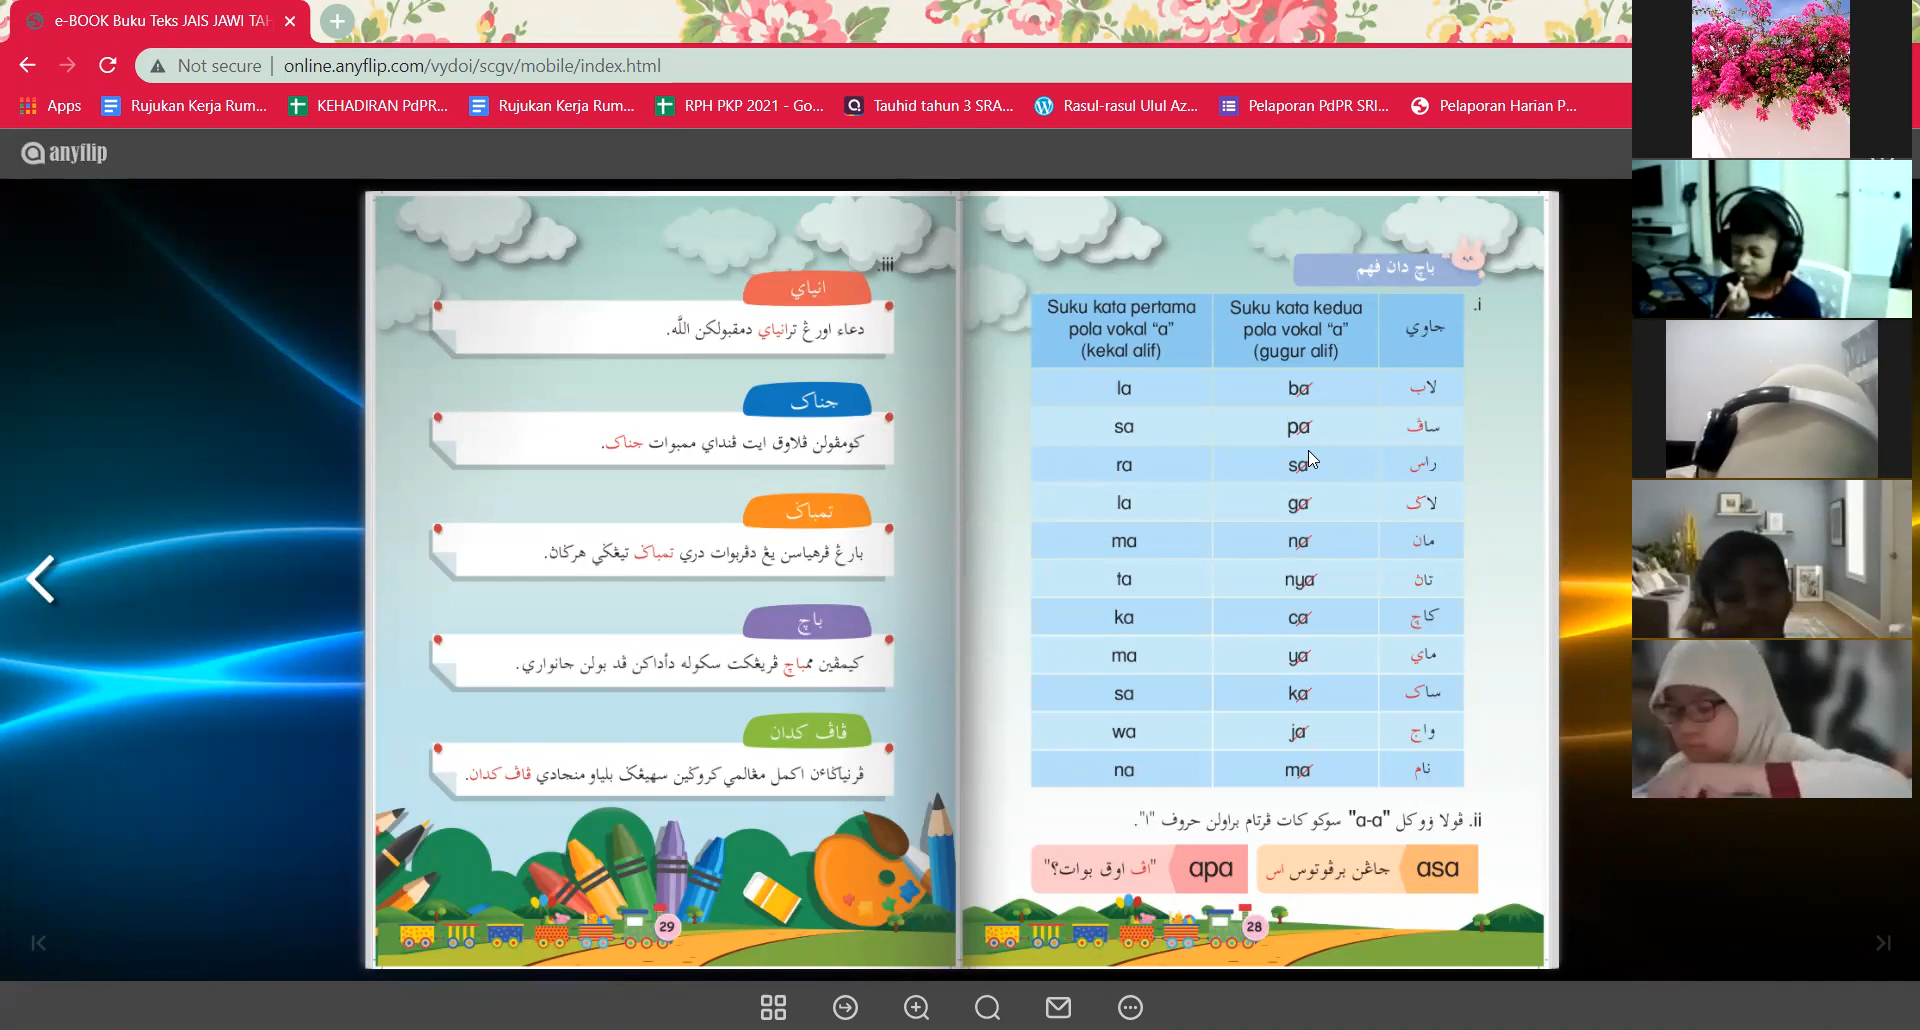 e-BOOK Buku Teks JAIS JAWI TAH
Not secure | online.anyflip.com/vydoi/scgv/mobile/index.html
Apps
Rujukan Kerja Rum...
KEHADIRAN PdPR...
Rujukan Kerja Rum...
RPH PKP 2021 - Go...
Tauhid tahun 3 SRA...
Rasul-rasul Ulul Az...
Pelaporan PdPR SRI...
Pelaporan Harian P...
anyflip
باچ دان فهم
i.
Suku kata pertama pola vokal “a” (kekal alif) Suku kata kedua pola vokal “a” (gugur alif) جاوي
la ba لاب
sa pa ساڤ
ra sa راس
la ga لاݢ
ma na مان
ta nya تاڽ
ka ca کاچ
ma ya ماي
sa ka ساک
wa ja واج
na ma نام
ii. ڤولا ۏوکل "a-a" سوکو کات ڤرتام براولن حروف "ا".
asa جاڠن برڤوتوس اس
apa "اڤ اوق بوات؟"
28
iii.
انياي
دعاء اورڠ ترانياي دمقبولکن اللّه.
جناک
کومڤولن ڤلاوق ايت ڤنداي ممبوات جناک.
تمباݢ
بارڠ ڤرهياسن يڠ دڤربوات دري تمباݢ تيڠݢي هرݢاڽ.
باچ
کيمڤين ممباچ ڤريڠکت سکوله دأداکن ڤد بولن جانواري.
ڤاڤ کدان
ڤرنياݢاءن اکمل مڠالمي کروݢين سهيڠݢ بلياو منجادي ڤاڤ کدان.
29